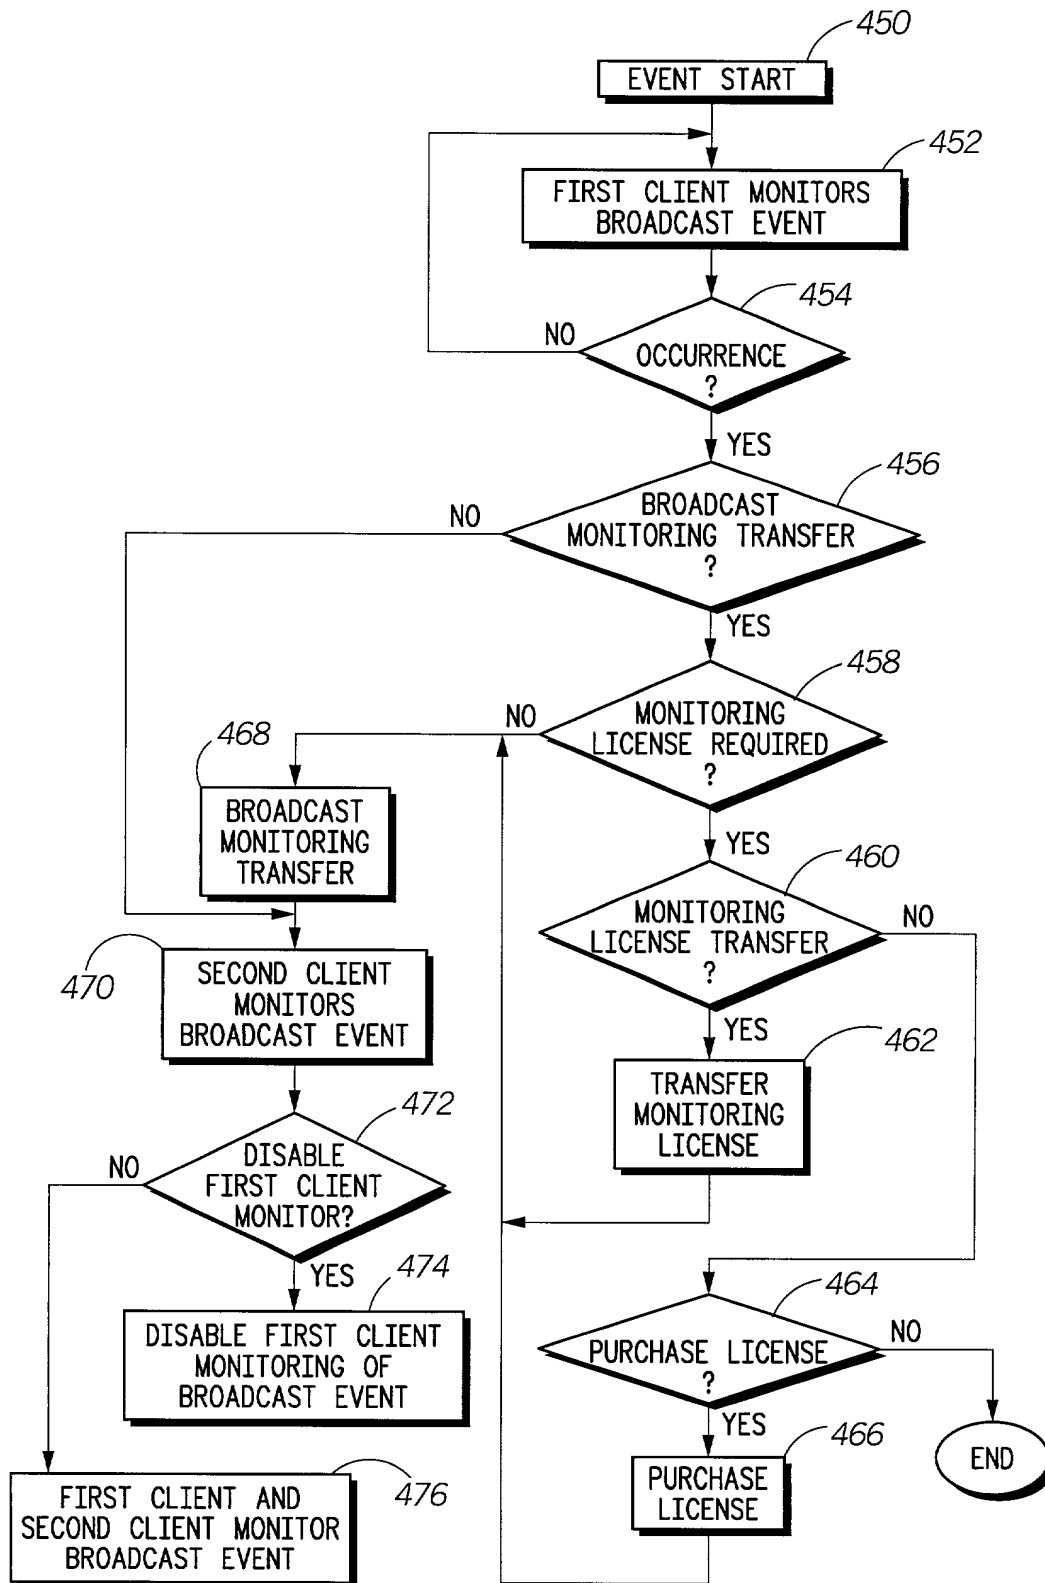 450
EVENT START
452
FIRST CLIENT MONITORS
BROADCAST EVENT
454
NO
OCCURRENCE
?
YES
456
NO
BROADCAST
MONITORING TRANSFER
?
YES
458
NO
MONITORING
LICENSE REQUIRED
?
YES
468
BROADCAST
MONITORING
TRANSFER
460
NO
MONITORING
LICENSE TRANSFER
?
YES
470
SECOND CLIENT
MONITORS
BROADCAST EVENT
462
TRANSFER
MONITORING
LICENSE
472
NO
DISABLE
FIRST CLIENT
MONITOR?
YES
474
DISABLE FIRST CLIENT
MONITORING OF
BROADCAST EVENT
464
NO
PURCHASE LICENSE
?
YES
466
PURCHASE
LICENSE
END
476
FIRST CLIENT AND
SECOND CLIENT MONITOR
BROADCAST EVENT